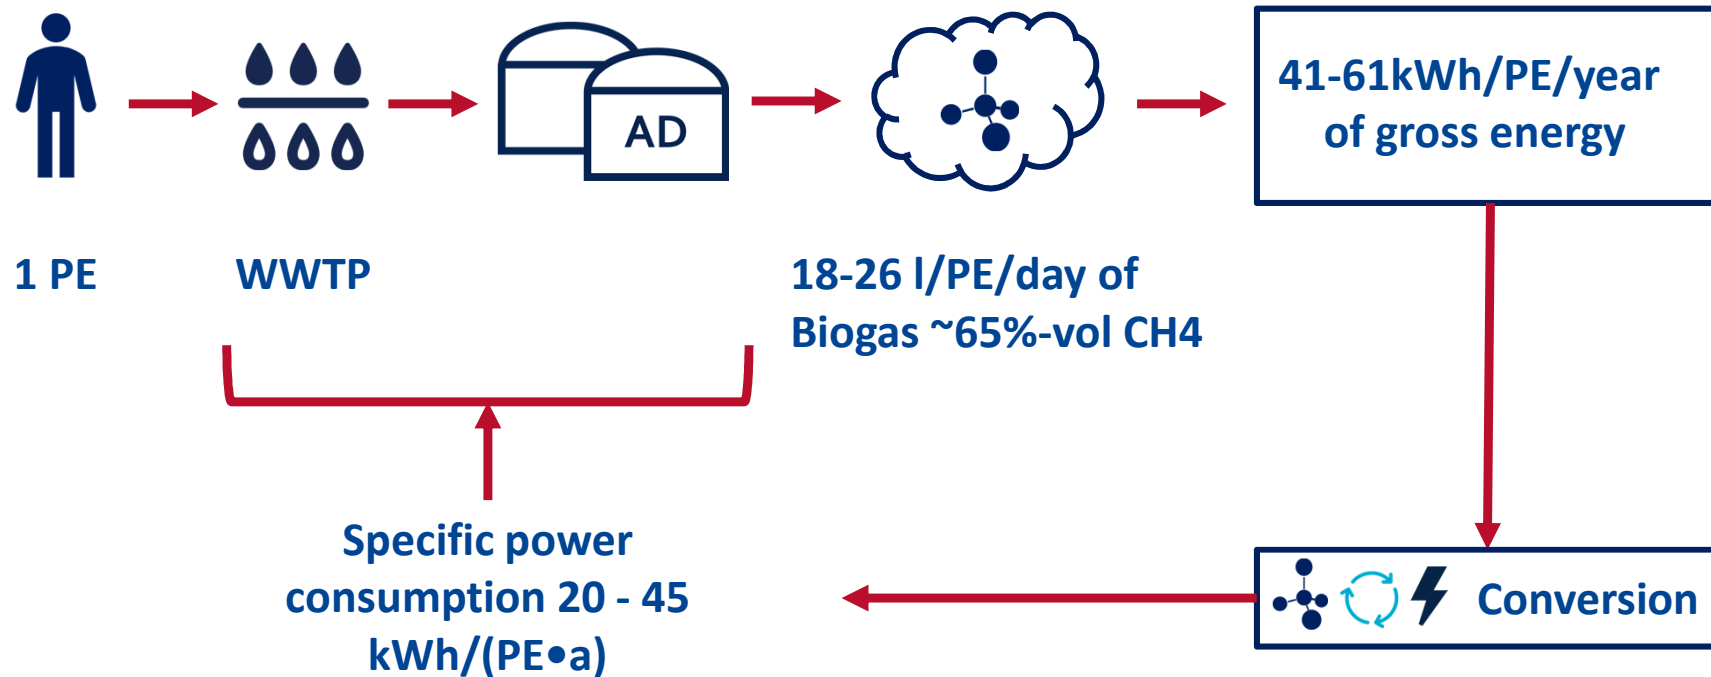 41-61kWh/PE/year
of gross energy
AD
1 PE
WWTP
18-26 l/PE/day of
Biogas ~65%-vol CH4
Specific power
consumption 20 - 45
kWh/(PE•a)
Conversion